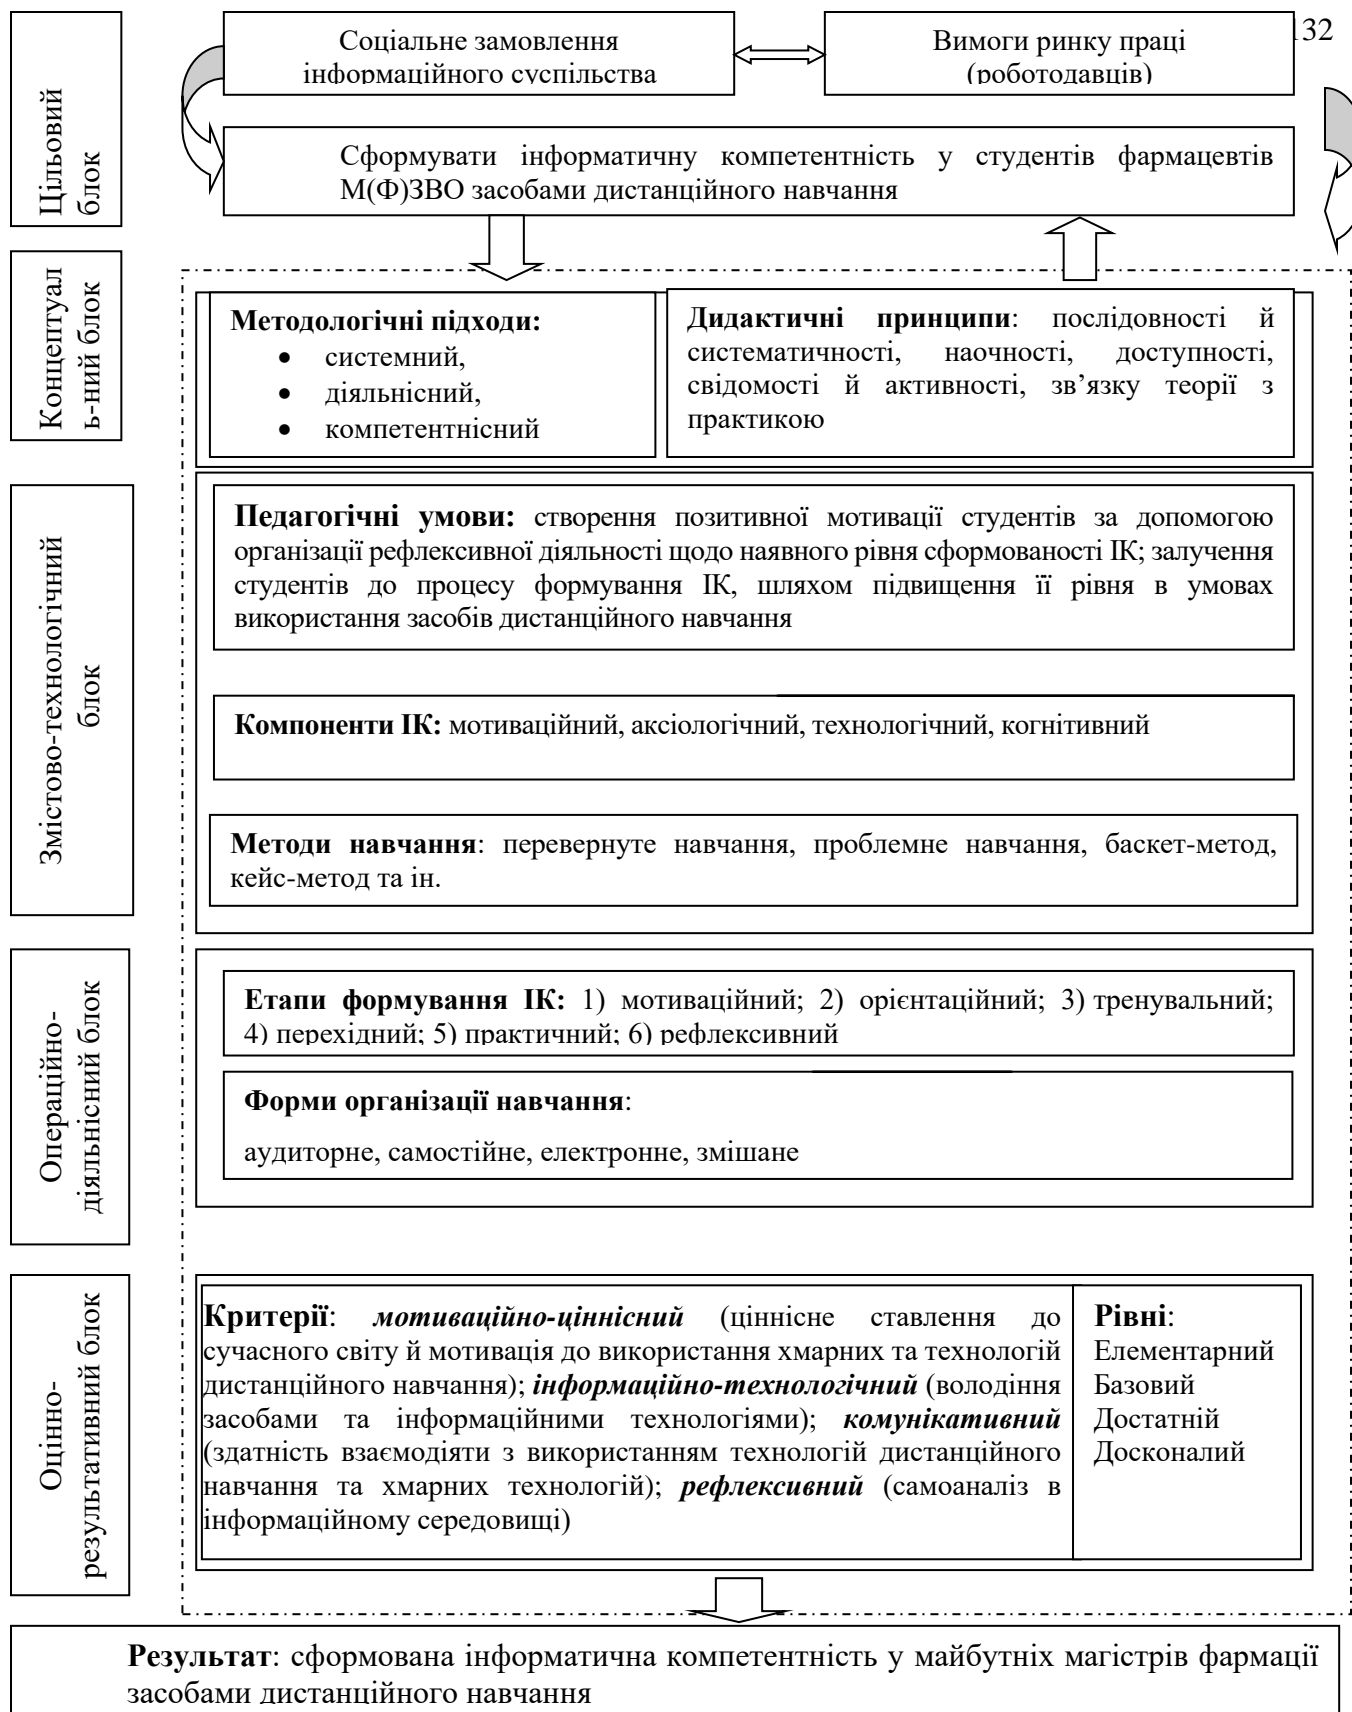 132
Соціальне замовлення
інформаційного суспільства
Вимоги ринку праці
(роботодавців)
Цільовий
блок
Сформувати інформатичну компетентність у студентів фармацевтів
М(Ф)ЗВО засобами дистанційного навчання
Концептуал
ь-ний блок
Методологічні підходи:
• системний,
• діяльнісний,
• компетентнісний
Дидактичні принципи: послідовності й
систематичності, наочності, доступності,
свідомості й активності, зв’язку теорії з
практикою
Змістово-технологічний
блок
Педагогічні умови: створення позитивної мотивації студентів за допомогою
організації рефлексивної діяльності щодо наявного рівня сформованості ІК; залучення
студентів до процесу формування ІК, шляхом підвищення її рівня в умовах
використання засобів дистанційного навчання
Компоненти ІК: мотиваційний, аксіологічний, технологічний, когнітивний
Методи навчання: перевернуте навчання, проблемне навчання, баскет-метод,
кейс-метод та ін.
Операційно-
діяльнісний блок
Етапи формування ІК: 1) мотиваційний; 2) орієнтаційний; 3) тренувальний;
4) перехідний; 5) практичний; 6) рефлексивний
Форми організації навчання:
аудиторне, самостійне, електронне, змішане
Оцінно-
результативний блок
Критерії: мотиваційно-ціннісний (ціннісне ставлення до
сучасного світу й мотивація до використання хмарних та технологій
дистанційного навчання); інформаційно-технологічний (володіння
засобами та інформаційними технологіями); комунікативний
(здатність взаємодіяти з використанням технологій дистанційного
навчання та хмарних технологій); рефлексивний (самоаналіз в
інформаційному середовищі)
Рівні:
Елементарний
Базовий
Достатній
Досконалий
Результат: сформована інформатична компетентність у майбутніх магістрів фармації
засобами дистанційного навчання